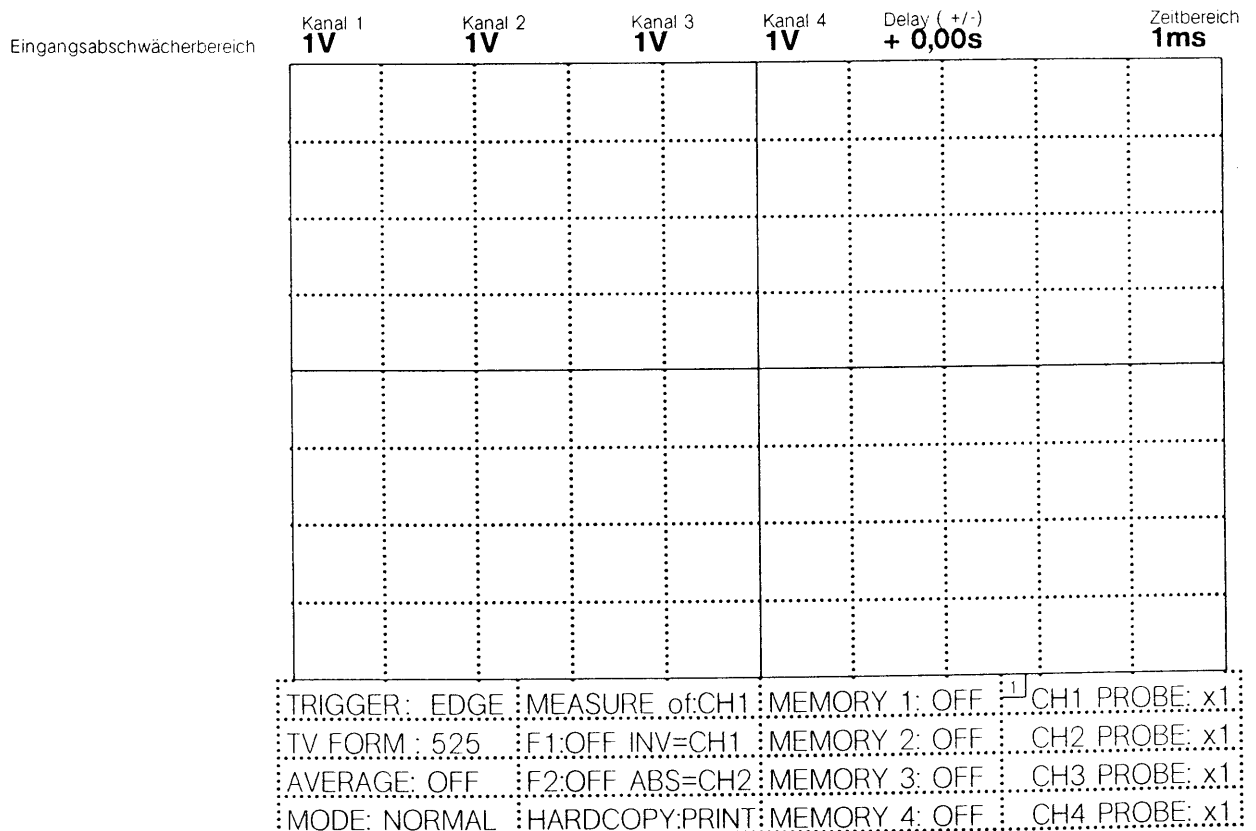 Kanal 1 Kanal 2 Kanal 3 Kanal 4 Delay ( +/-) Zeitbereich
Eingangsabschwächerbereich 1V 1V 1V 1V + 0,00s 1ms
TRIGGER: EDGE MEASURE of:CH1 MEMORY 1: OFF 1 CH1 PROBE: x1
TV FORM : 525 F1:OFF INV=CH1 MEMORY 2: OFF CH2 PROBE: x1
AVERAGE: OFF F2:OFF ABS=CH2 MEMORY 3: OFF CH3 PROBE: x1
MODE: NORMAL HARDCOPY:PRINT MEMORY 4: OFF CH4 PROBE: x1